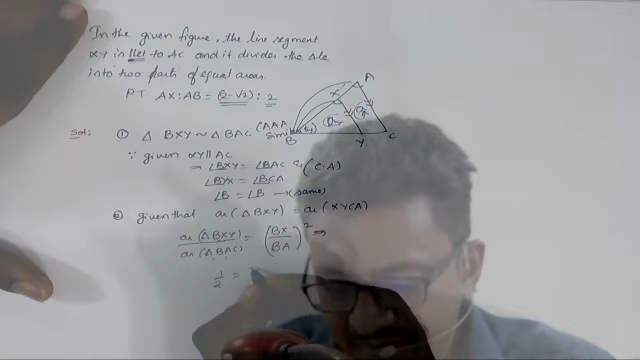 In the given figure, the line segment
XY is llel to AC and it divides the Δle
into two parts of equal areas.
PT AX:AB = (2-√2) : 2
A
X
B
Y
C
Sol: ① Δ BXY ~ Δ BAC (AAA
∵ given XY∥AC
⇒ ∠BXY = ∠BAC (C.A)
∠BYX = ∠BCA
∠B = ∠B → (same)
② given that ar(ΔBXY) = ar(XYCA)
ar(ΔBXY)/ar(ΔBAC) = (BX/BA)² ⇒
1/2 =